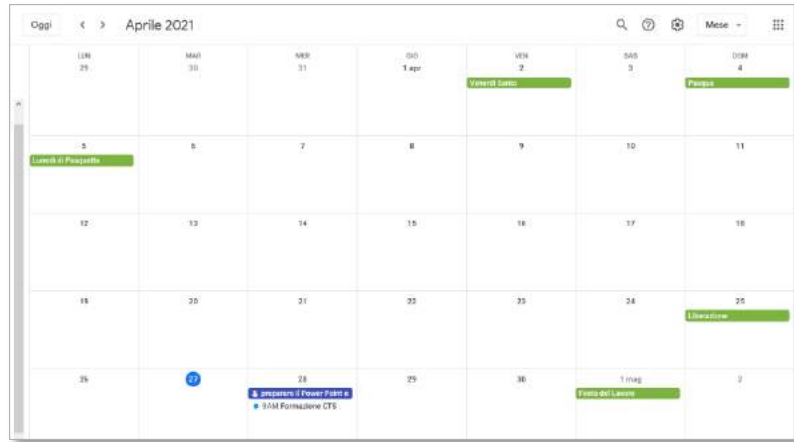 Oggi < > Aprile 2021 Mese
LUN MAR MER GIO VEN SAB DOM
29 30 31 1 apr 2 3 4
Venerdì Santo Pasqua
5 6 7 8 9 10 11
Lunedì di Pasquetta
12 13 14 15 16 17 18
19 20 21 22 23 24 25
Liberazione
26 27 28 29 30 1 mag 2
preparare il Power Point e Festa del Lavoro
9AM Formazione CTS